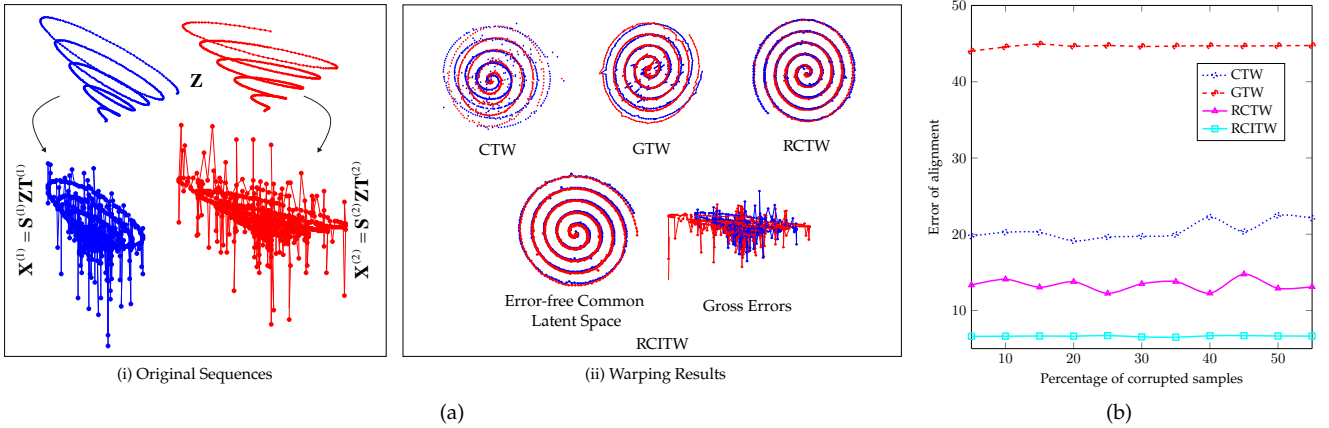 Z
X⁽¹⁾ = S⁽¹⁾ZT⁽¹⁾
X⁽²⁾ = S⁽²⁾ZT⁽²⁾
(i) Original Sequences
CTW
GTW
RCTW
Error-free Common
Latent Space
Gross Errors
RCITW
(ii) Warping Results
(a)
50
40
30
20
10
Error of alignment
CTW
GTW
RCTW
RCITW
10
20
30
40
50
Percentage of corrupted samples
(b)